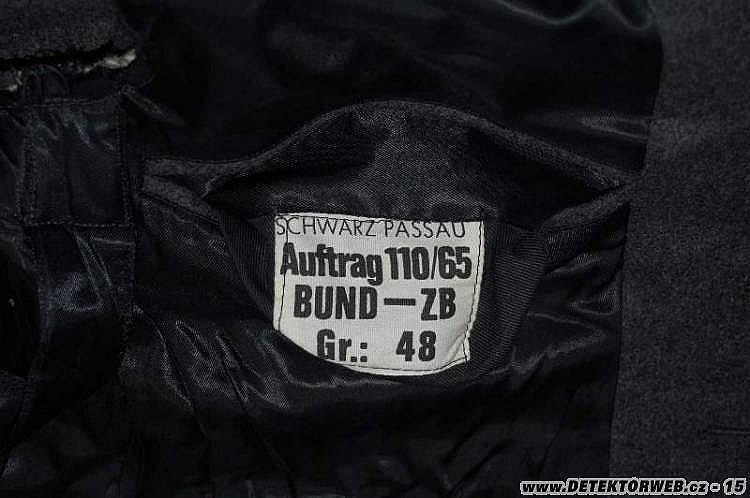 SCHWARZ PASSAU
Auftrag 110/65
BUND—ZB
Gr.: 48
www.DETEKTORWEB.cz - 15